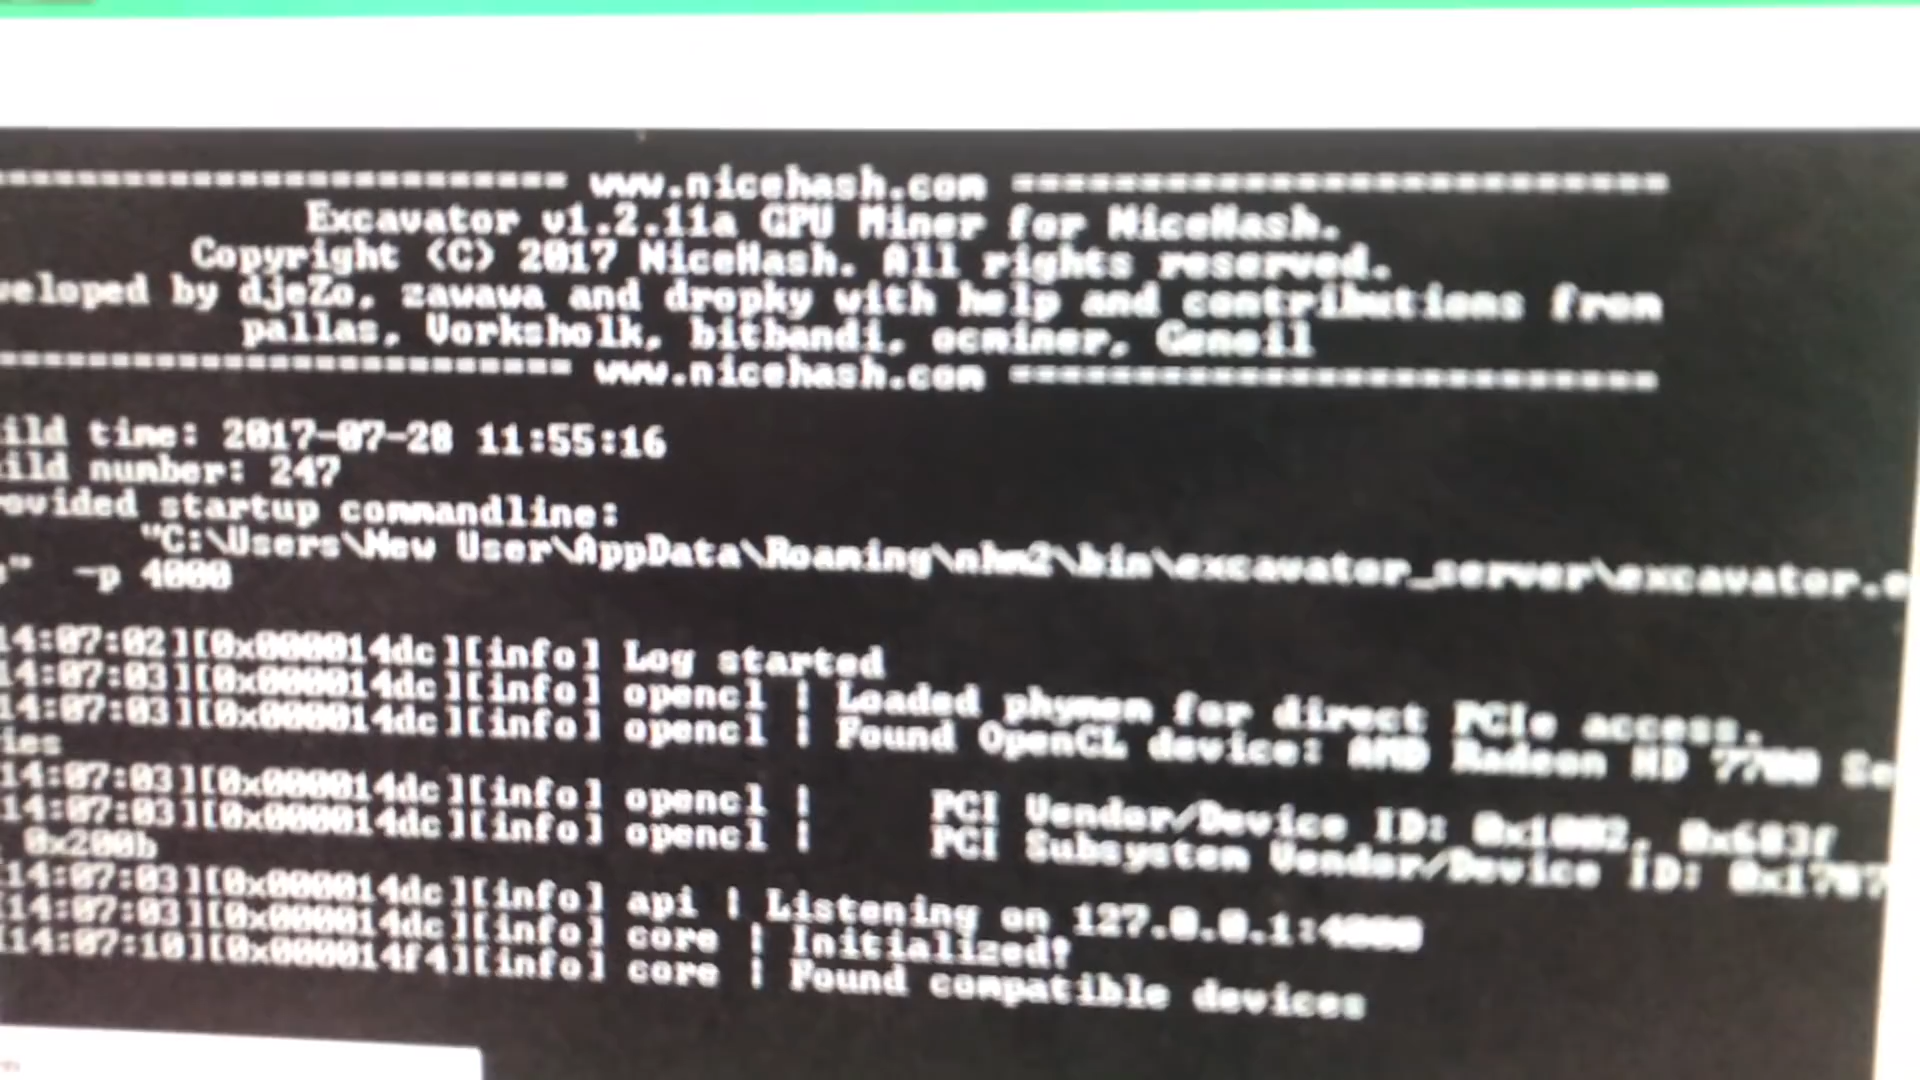 ========================= www.nicehash.com =========================
Excavator v1.2.11a GPU Miner for NiceHash.
Copyright (C) 2017 NiceHash. All rights reserved.
veloped by djeZo, zawawa and dropky with help and contributions from
pallas, Vorksholk, bitbandi, ocminer, Genoil
========================= www.nicehash.com =========================
ild time: 2017-07-28 11:55:16
ild number: 247
ovided startup commandline:
"C:\Users\New User\AppData\Roaming\nhm2\bin\excavator_server\excavator.e
" -p 4000
14:07:02][0x000014dc][info] Log started
14:07:03][0x000014dc][info] opencl | Loaded phymem for direct PCIe access.
14:07:03][0x000014dc][info] opencl | Found OpenCL device: AMD Radeon HD 7700 Se
ries
14:07:03][0x000014dc][info] opencl | PCI Vendor/Device ID: 0x1002, 0x683f
14:07:03][0x000014dc][info] opencl | PCI Subsystem Vendor/Device ID: 0x1787
0x200b
[14:07:03][0x000014dc][info] api | Listening on 127.0.0.1:4000
[14:07:03][0x000014dc][info] core | Initialized!
[14:07:10][0x000014f4][info] core | Found compatible devices